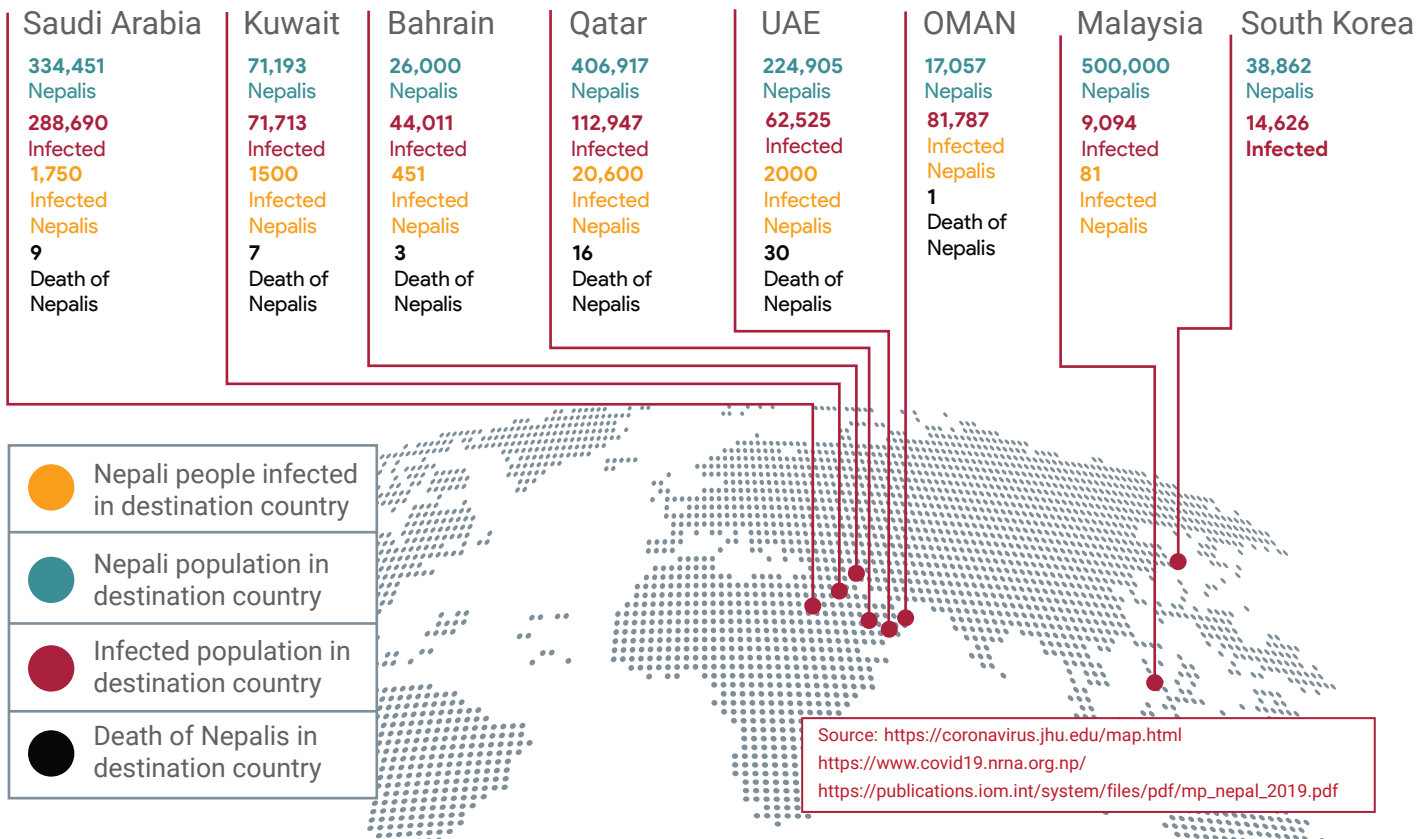 Saudi Arabia
334,451
Nepalis
288,690
Infected
1,750
Infected
Nepalis
9
Death of
Nepalis
Kuwait
71,193
Nepalis
71,713
Infected
1500
Infected
Nepalis
7
Death of
Nepalis
Bahrain
26,000
Nepalis
44,011
Infected
451
Infected
Nepalis
3
Death of
Nepalis
Qatar
406,917
Nepalis
112,947
Infected
20,600
Infected
Nepalis
16
Death of
Nepalis
UAE
224,905
Nepalis
62,525
Infected
2000
Infected
Nepalis
30
Death of
Nepalis
OMAN
17,057
Nepalis
81,787
Infected
Nepalis
1
Death of
Nepalis
Malaysia
500,000
Nepalis
9,094
Infected
81
Infected
Nepalis
South Korea
38,862
Nepalis
14,626
Infected
Nepali people infected
in destination country
Nepali population in
destination country
Infected population in
destination country
Death of Nepalis in
destination country
Source: https://coronavirus.jhu.edu/map.html
https://www.covid19.nrna.org.np/
https://publications.iom.int/system/files/pdf/mp_nepal_2019.pdf